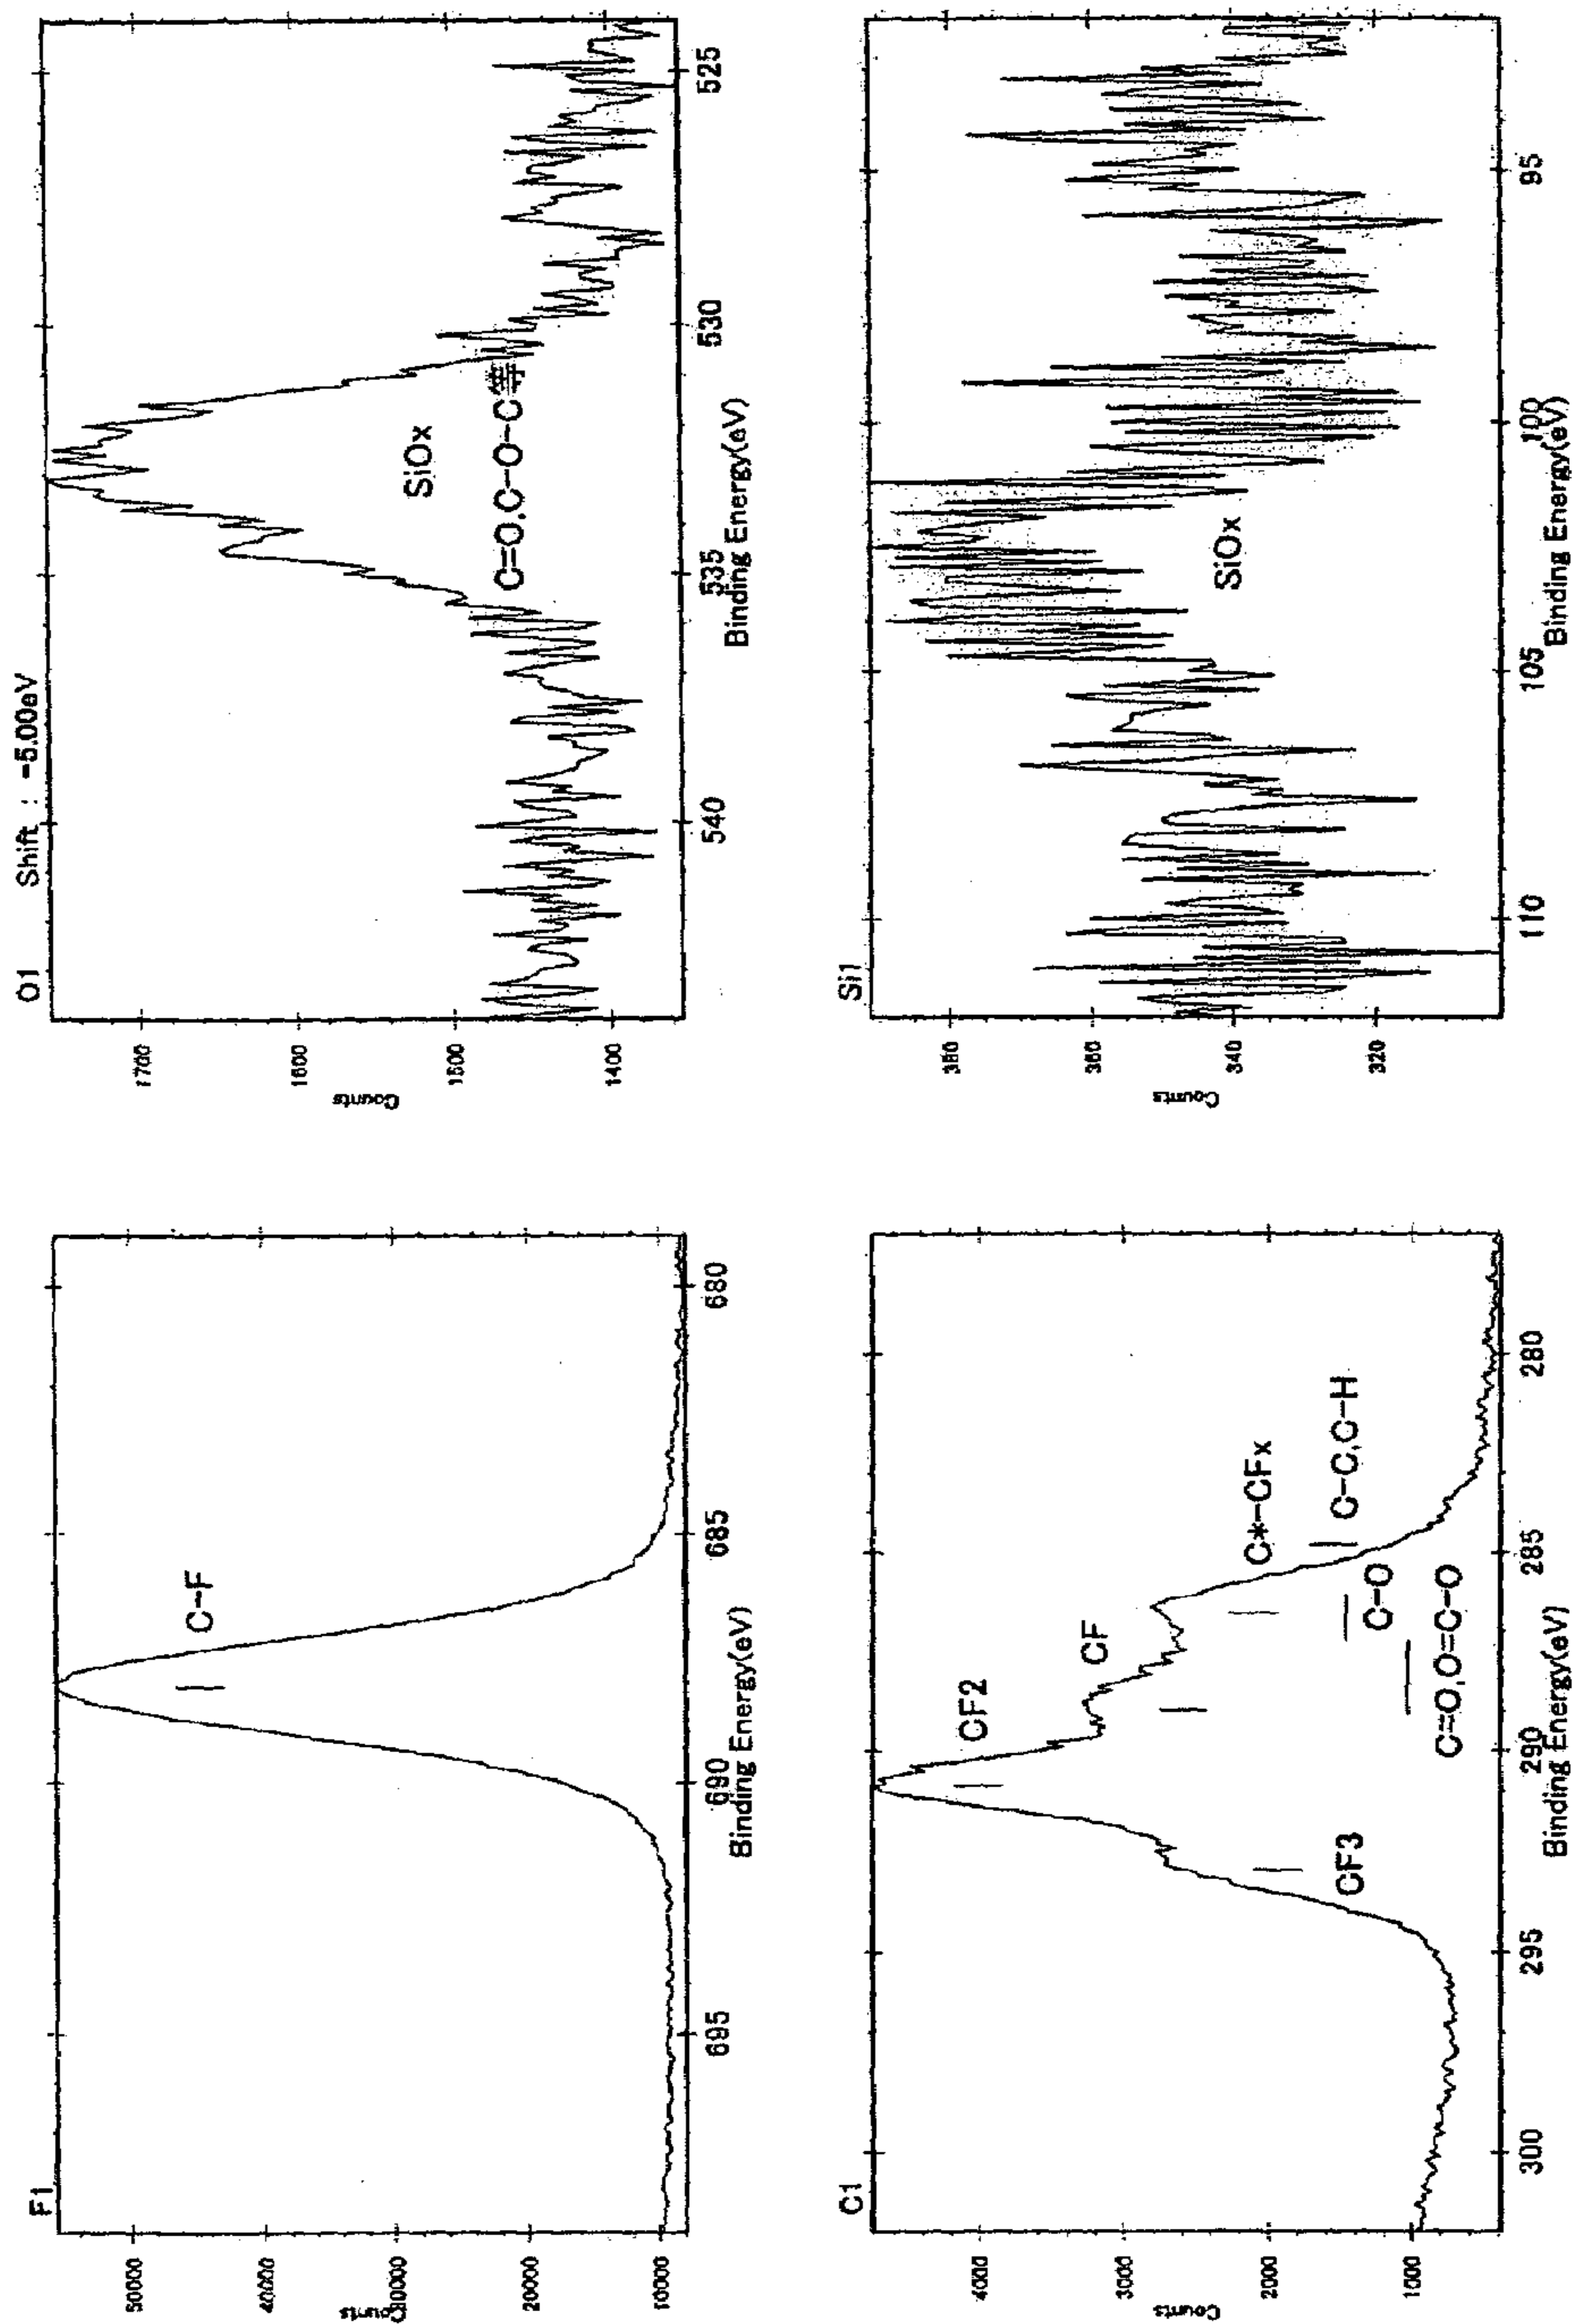 F1
Counts
50000
40000
30000
20000
10000
C-F
695
690
685
680
Binding Energy(eV)
O1 Shift : -5.00eV
Counts
1700
1600
1500
1400
SiOx
C=O,C-O-C
540
535
530
525
Binding Energy(eV)
C1
Counts
4000
3000
2000
1000
CF2
CF
C*-CFx
CF3
C-C,C-H
C-O
C=O,O=C-O
300
295
290
285
280
Binding Energy(eV)
Si1
Counts
380
360
340
320
SiOx
110
105
100
95
Binding Energy(eV)